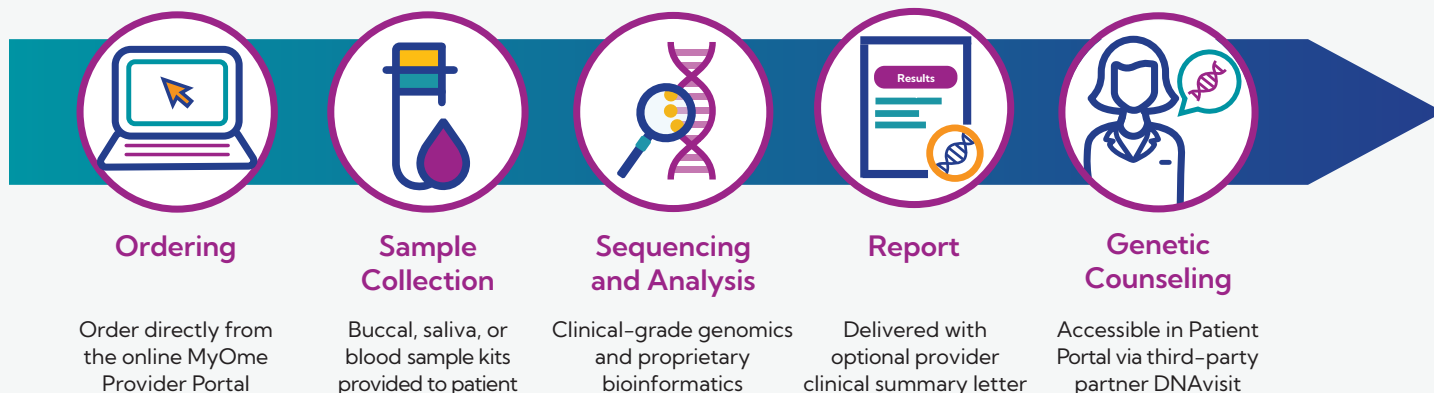 Results
Ordering
Order directly from
the online MyOme
Provider Portal
Sample
Collection
Buccal, saliva, or
blood sample kits
provided to patient
Sequencing
and Analysis
Clinical-grade genomics
and proprietary
bioinformatics
Report
Delivered with
optional provider
clinical summary letter
Genetic
Counseling
Accessible in Patient
Portal via third-party
partner DNAvisit